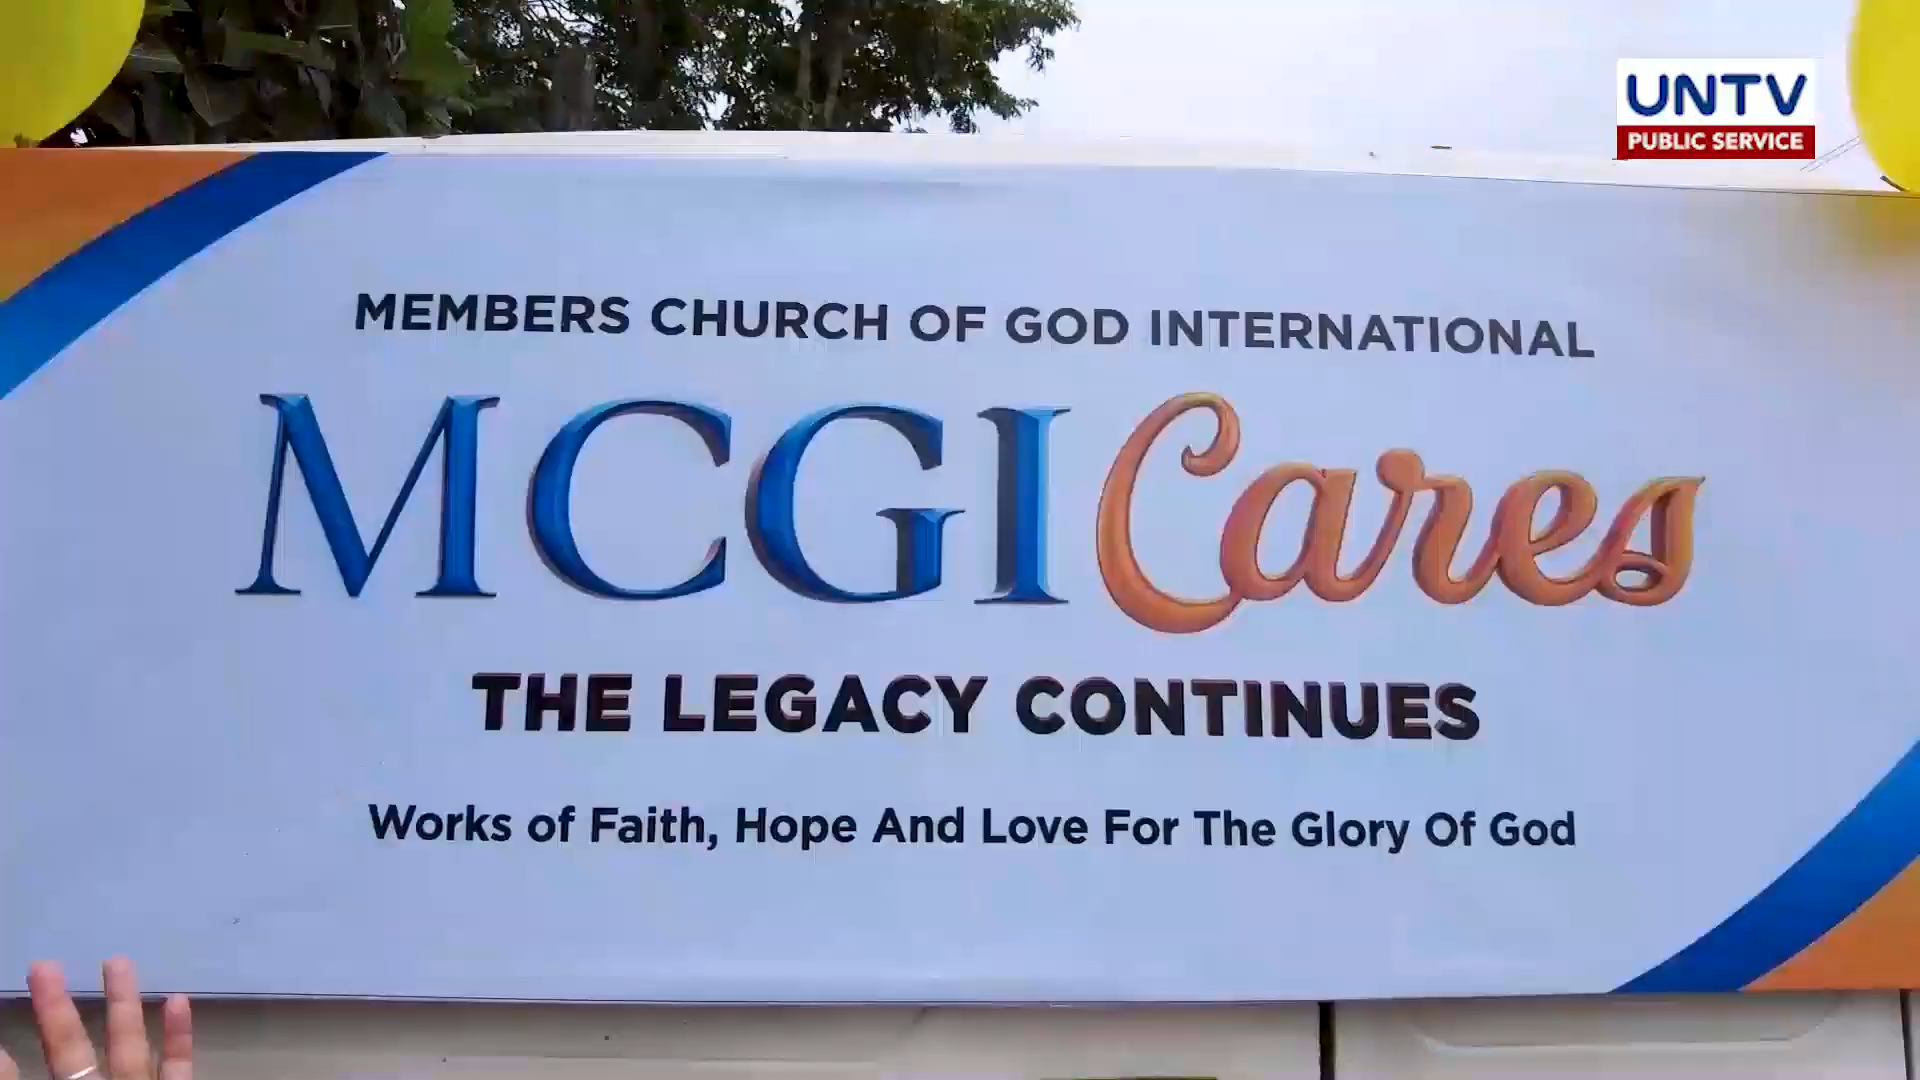 UNTV
PUBLIC SERVICE
MEMBERS CHURCH OF GOD INTERNATIONAL
MCGI Cares
THE LEGACY CONTINUES
Works of Faith, Hope And Love For The Glory Of God